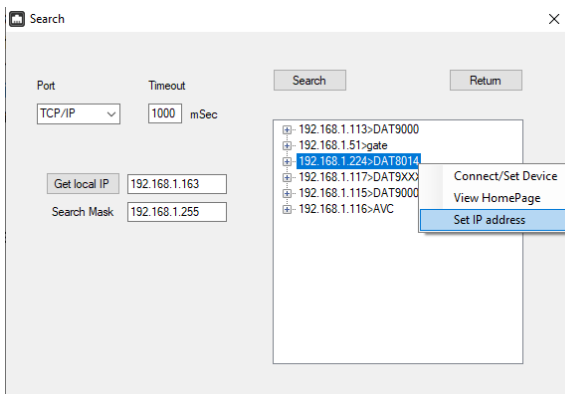 Search
Port
Timeout
Search
Return
TCP/IP
1000 mSec
Get local IP 192.168.1.163
Search Mask 192.168.1.255
192.168.1.113>DAT9000
192.168.1.51>gate
192.168.1.224>DAT8014
192.168.1.117>DAT9XXX
192.168.1.115>DAT9000
192.168.1.116>AVC
Connect/Set Device
View HomePage
Set IP address